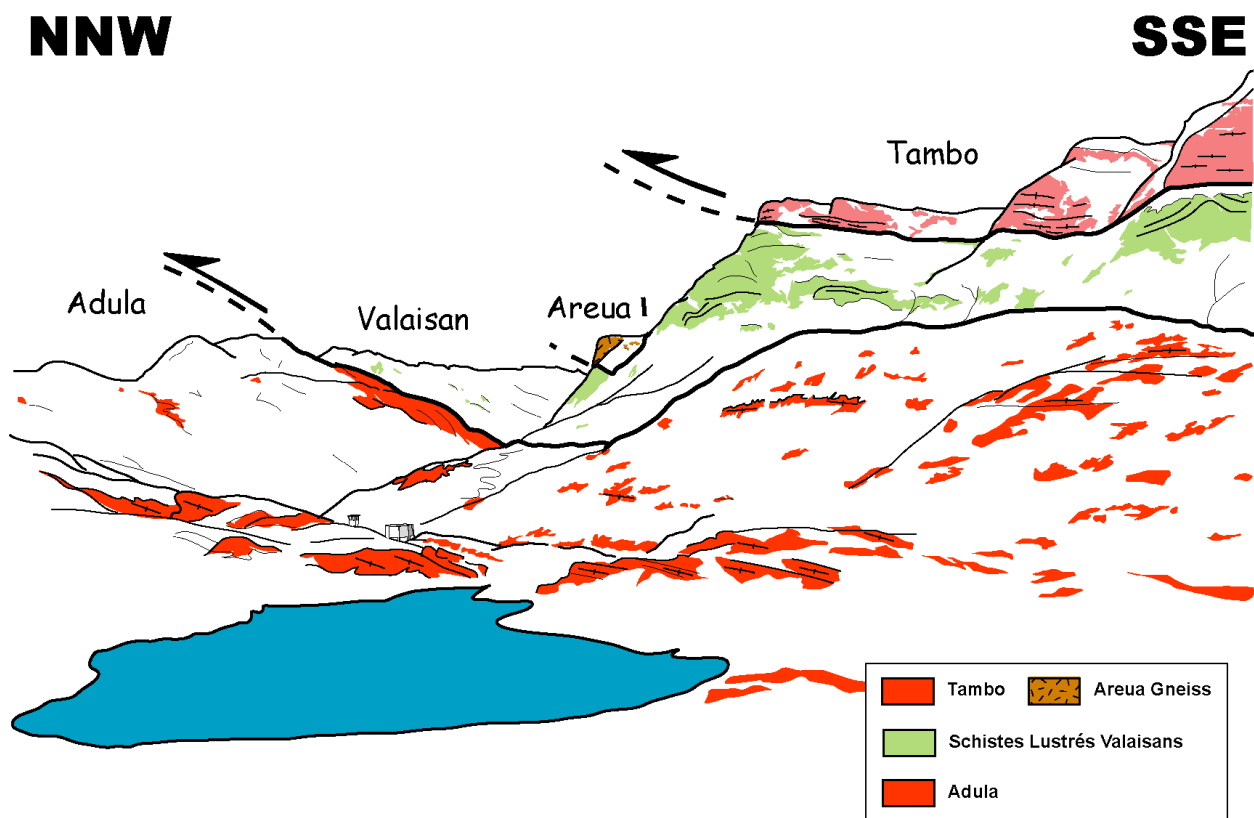 NNW SSE
Tambo
Adula Valaisan Areua I
Tambo Areua Gneiss
Schistes Lustrés Valaisans
Adula